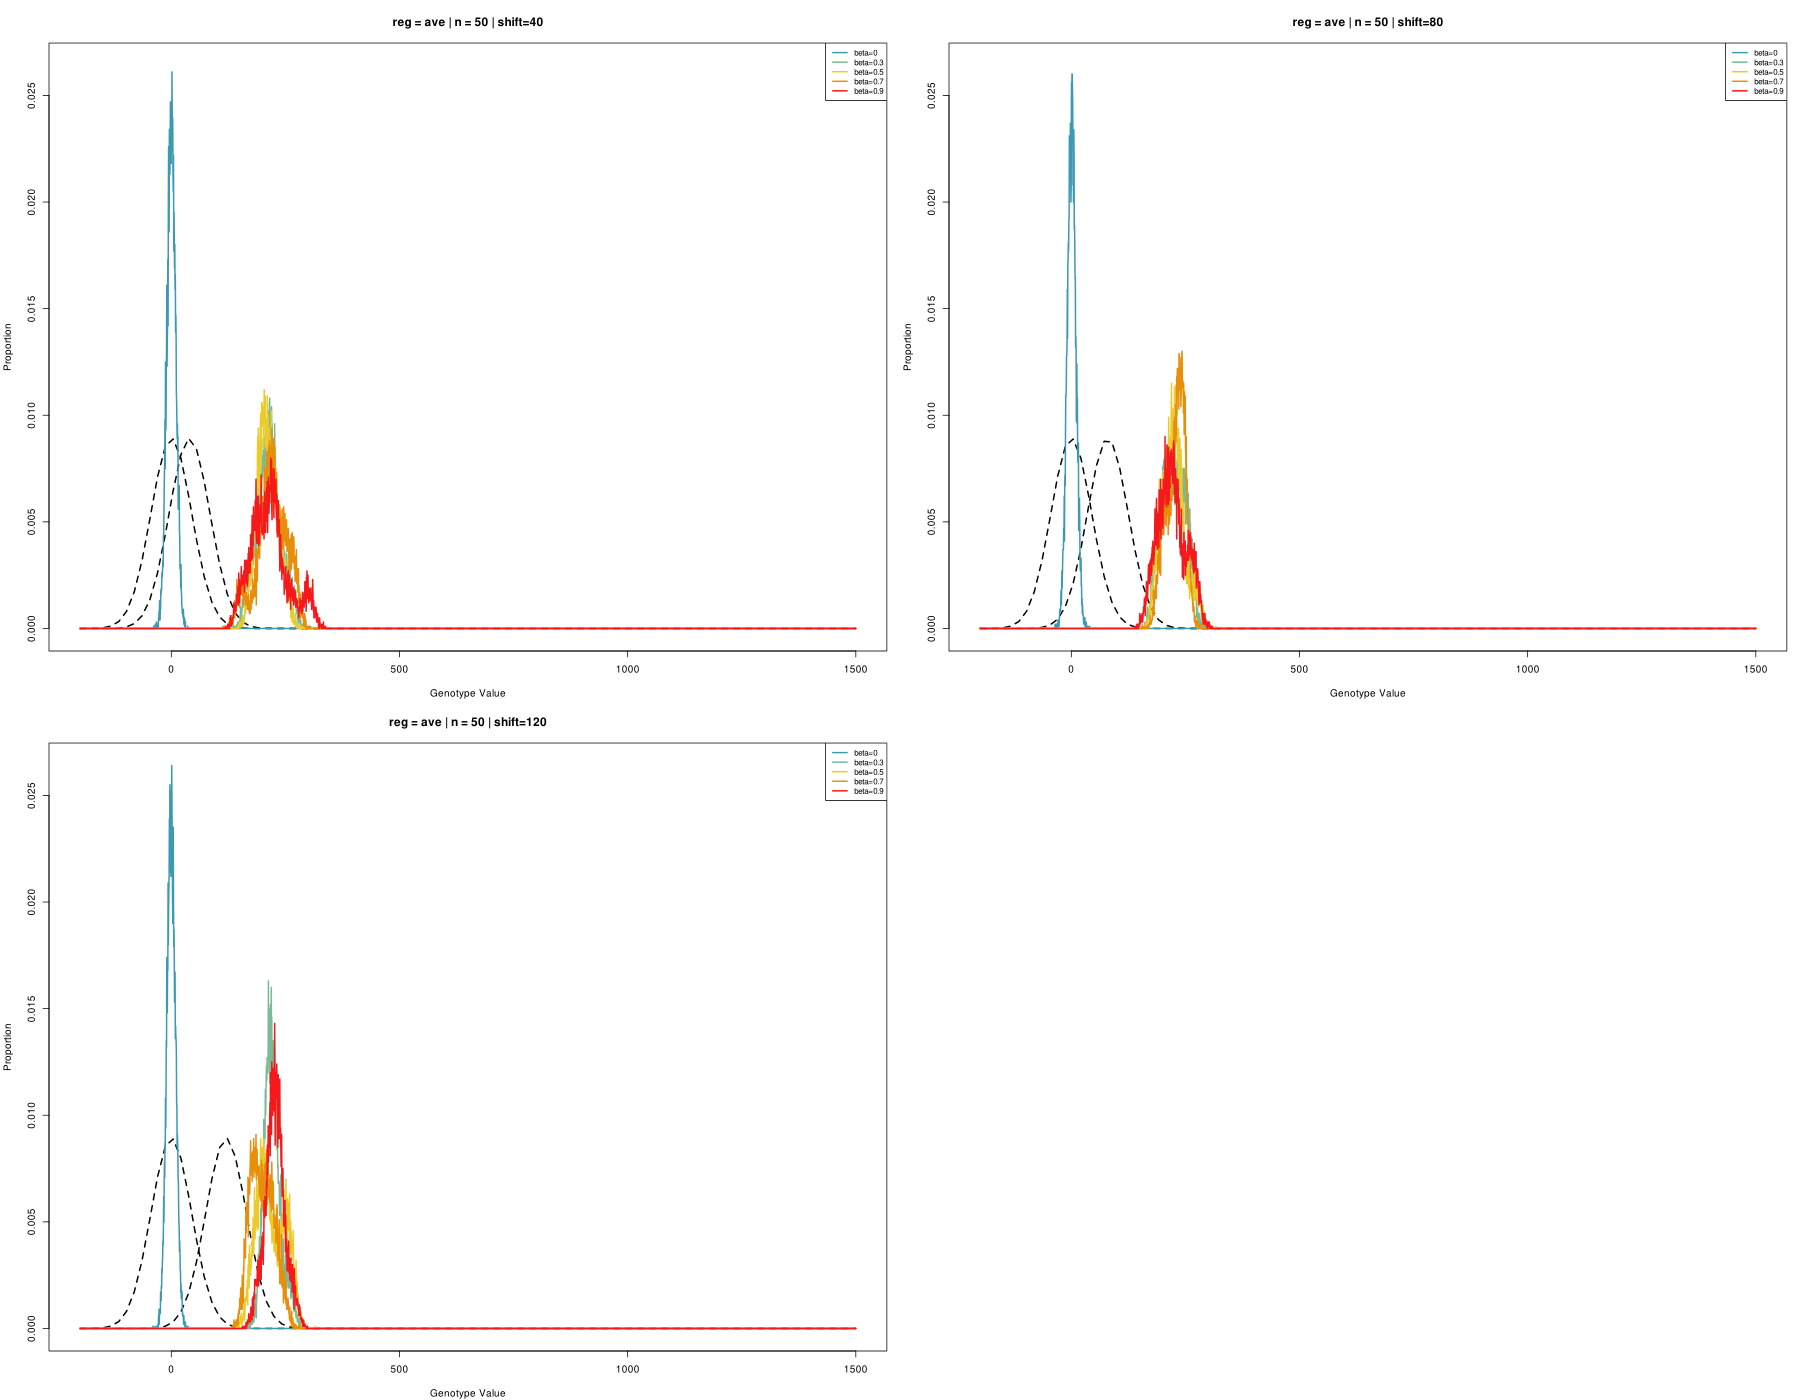 reg = ave | n = 50 | shift=40
beta=0
beta=0.3
beta=0.5
beta=0.7
beta=0.9
Proportion
0.000
0.005
0.010
0.015
0.020
0.025
0 500 1000 1500
Genotype Value
reg = ave | n = 50 | shift=80
beta=0
beta=0.3
beta=0.5
beta=0.7
beta=0.9
Proportion
0.000
0.005
0.010
0.015
0.020
0.025
0 500 1000 1500
Genotype Value
reg = ave | n = 50 | shift=120
beta=0
beta=0.3
beta=0.5
beta=0.7
beta=0.9
Proportion
0.000
0.005
0.010
0.015
0.020
0.025
0 500 1000 1500
Genotype Value